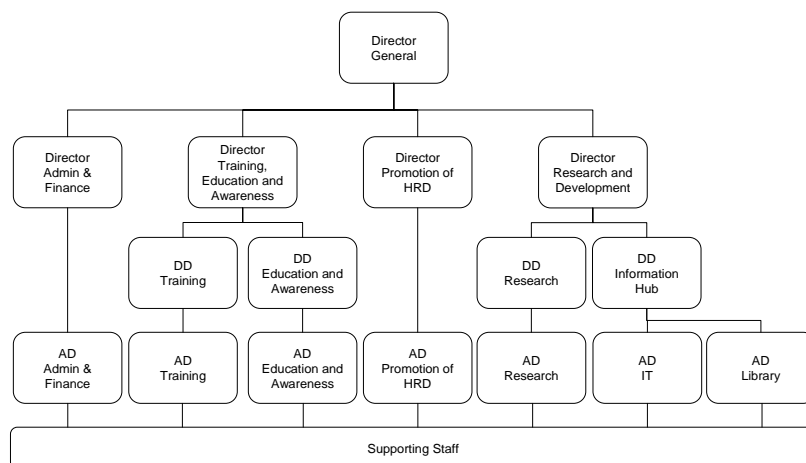 Director
General
Director
Admin &
Finance
Director
Training,
Education and
Awareness
Director
Promotion of
HRD
Director
Research and
Development
DD
Training
DD
Education and
Awareness
DD
Research
DD
Information
Hub
AD
Admin &
Finance
AD
Training
AD
Education and
Awareness
AD
Promotion of
HRD
AD
Research
AD
IT
AD
Library
Supporting Staff